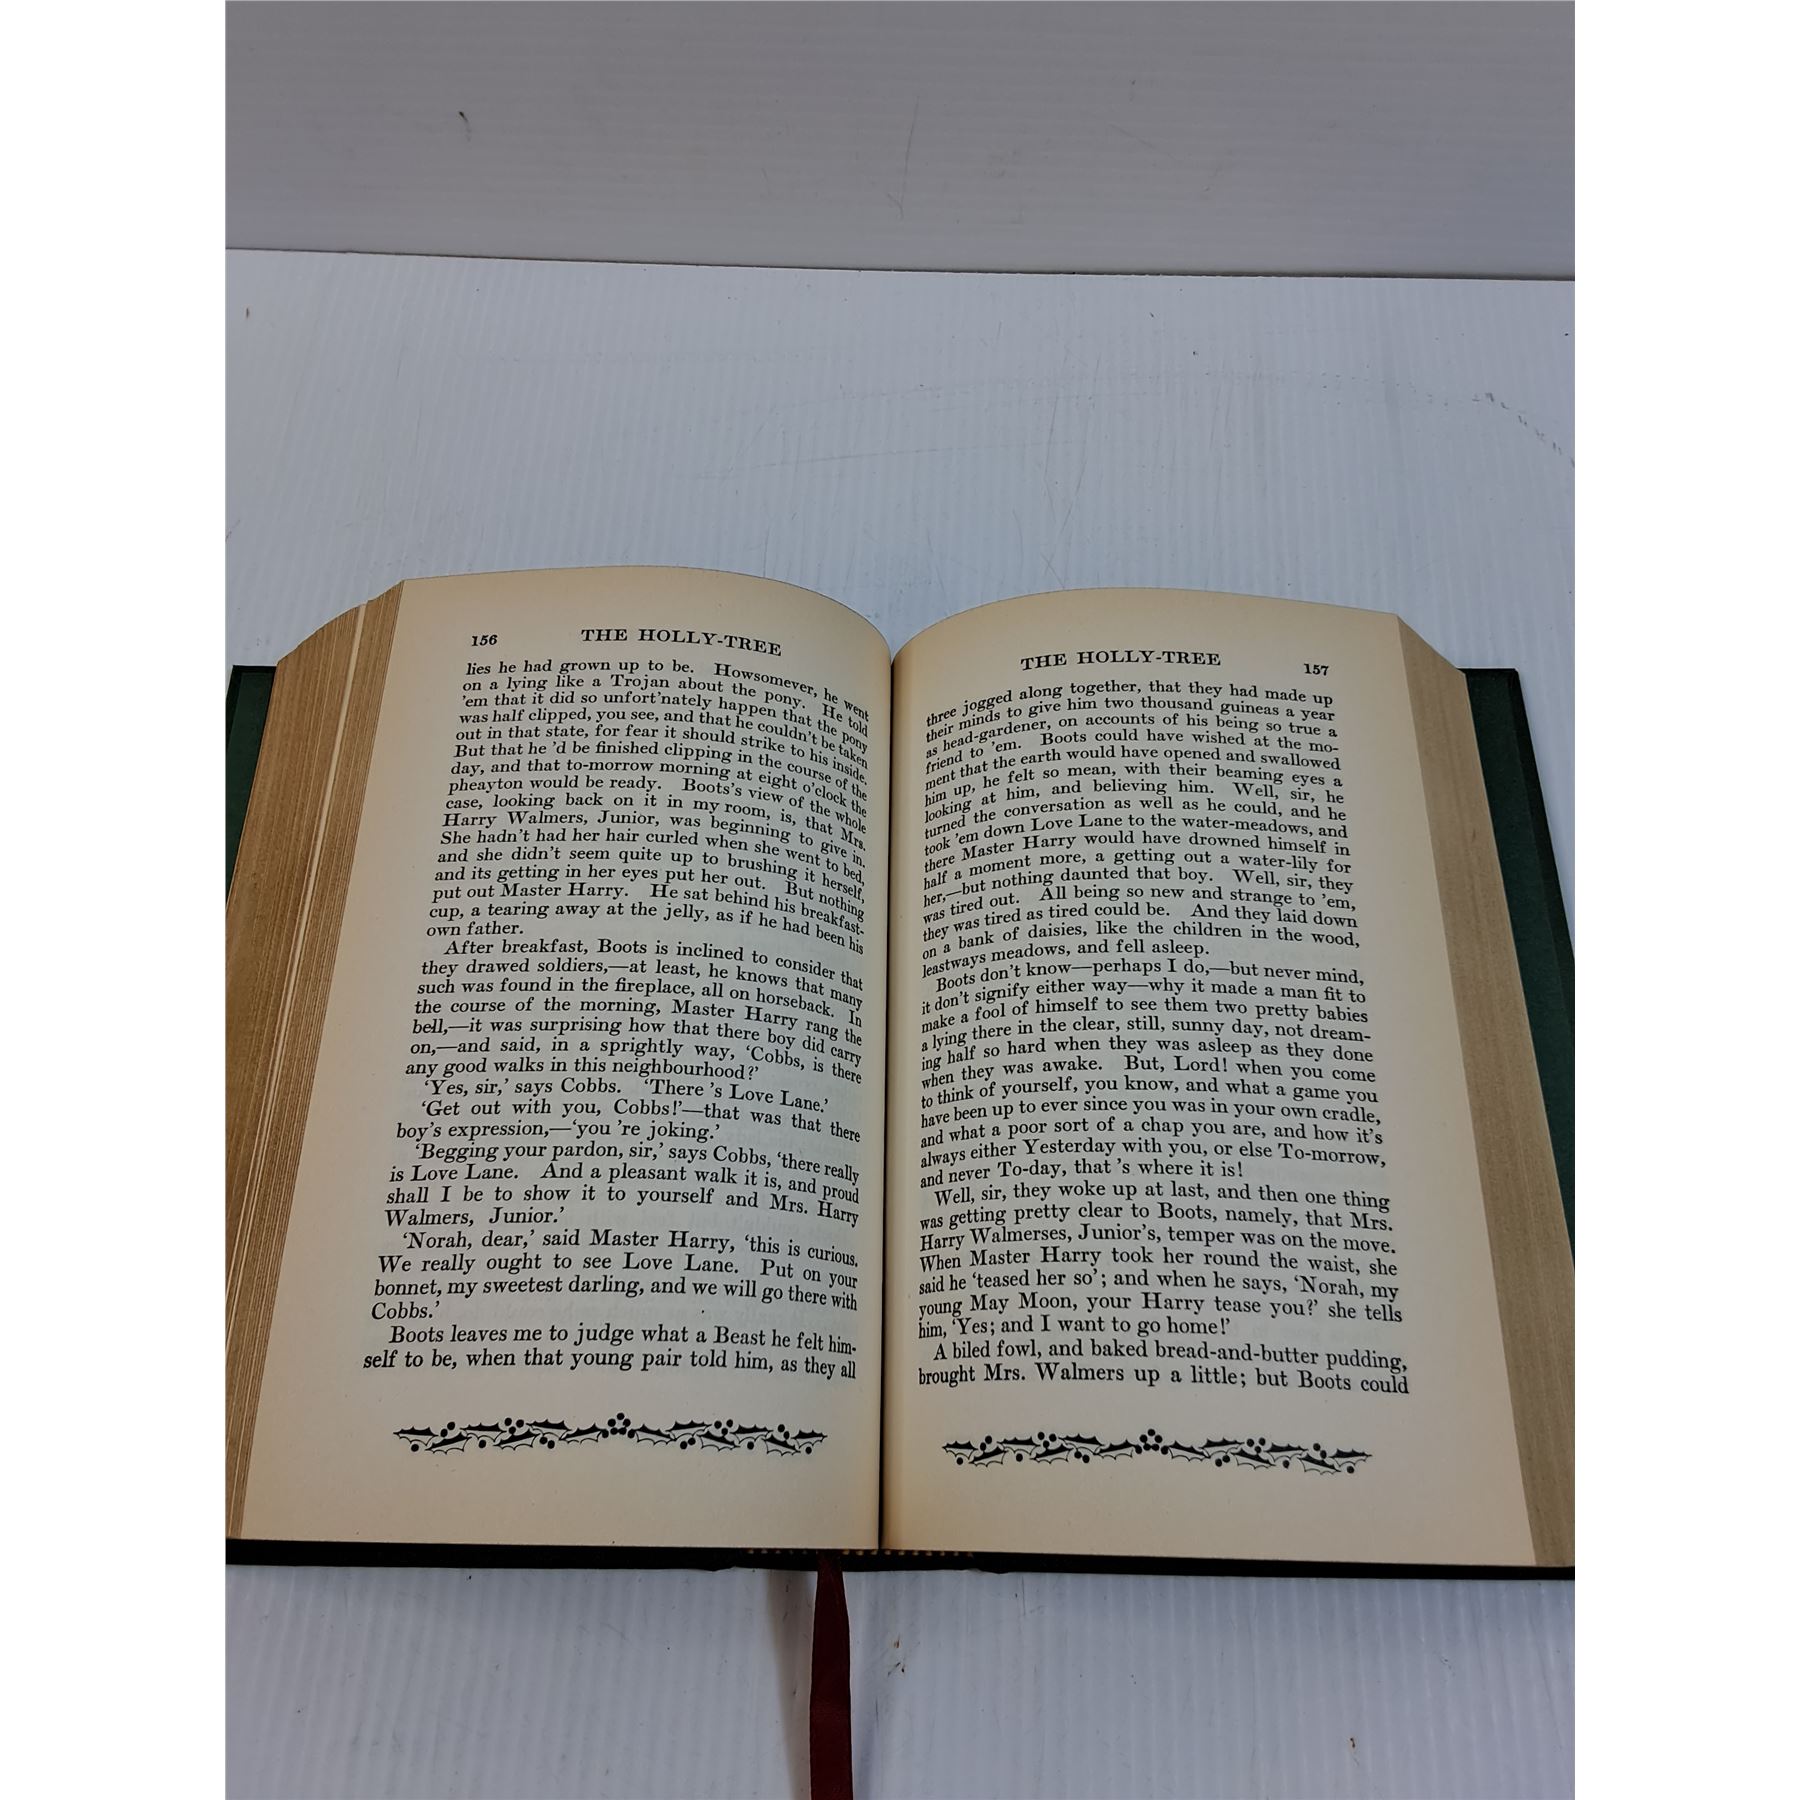 156 THE HOLLY-TREE
lies he had grown up to be. Howsomever, he went
on a lying like a Trojan about the pony. He told
'em that it did so unfort'nately happen that the pony
was half clipped, you see, and that he couldn't be taken
out in that state, for fear it should strike to his inside.
But that he 'd be finished clipping in the course of the
day, and that to-morrow morning at eight o'clock the
pheayton would be ready. Boots's view of the whole
case, looking back on it in my room, is, that Mrs.
Harry Walmers, Junior, was beginning to give in.
She hadn't had her hair curled when she went to bed,
and she didn't seem quite up to brushing it herself,
and its getting in her eyes put her out. But nothing
put out Master Harry. He sat behind his breakfast-
cup, a tearing away at the jelly, as if he had been his
own father.
After breakfast, Boots is inclined to consider that
they drawed soldiers,—at least, he knows that many
such was found in the fireplace, all on horseback. In
the course of the morning, Master Harry rang the
bell,—it was surprising how that there boy did carry
on,—and said, in a sprightly way, 'Cobbs, is there
any good walks in this neighbourhood?'
'Yes, sir,' says Cobbs. 'There 's Love Lane.'
'Get out with you, Cobbs!'—that was that there
boy's expression,—'you 're joking.'
'Begging your pardon, sir,' says Cobbs, 'there really
is Love Lane. And a pleasant walk it is, and proud
shall I be to show it to yourself and Mrs. Harry
Walmers, Junior.'
'Norah, dear,' said Master Harry, 'this is curious.
We really ought to see Love Lane. Put on your
bonnet, my sweetest darling, and we will go there with
Cobbs.'
Boots leaves me to judge what a Beast he felt him-
self to be, when that young pair told him, as they all
THE HOLLY-TREE 157
three jogged along together, that they had made up
their minds to give him two thousand guineas a year
as head-gardener, on accounts of his being so true a
friend to 'em. Boots could have wished at the mo-
ment that the earth would have opened and swallowed
him up, he felt so mean, with their beaming eyes a
looking at him, and believing him. Well, sir, he
turned the conversation as well as he could, and he
took 'em down Love Lane to the water-meadows, and
there Master Harry would have drowned himself in
half a moment more, a getting out a water-lily for
her,—but nothing daunted that boy. Well, sir, they
was tired out. All being so new and strange to 'em,
they was tired as tired could be. And they laid down
on a bank of daisies, like the children in the wood,
leastways meadows, and fell asleep.
Boots don't know—perhaps I do,—but never mind,
it don't signify either way—why it made a man fit to
make a fool of himself to see them two pretty babies
a lying there in the clear, still, sunny day, not dream-
ing half so hard when they was asleep as they done
when they was awake. But, Lord! when you come
to think of yourself, you know, and what a game you
have been up to ever since you was in your own cradle,
and what a poor sort of a chap you are, and how it's
always either Yesterday with you, or else To-morrow,
and never To-day, that 's where it is!
Well, sir, they woke up at last, and then one thing
was getting pretty clear to Boots, namely, that Mrs.
Harry Walmerses, Junior's, temper was on the move.
When Master Harry took her round the waist, she
said he 'teased her so'; and when he says, 'Norah, my
young May Moon, your Harry tease you?' she tells
him, 'Yes; and I want to go home!'
A biled fowl, and baked bread-and-butter pudding,
brought Mrs. Walmers up a little; but Boots could